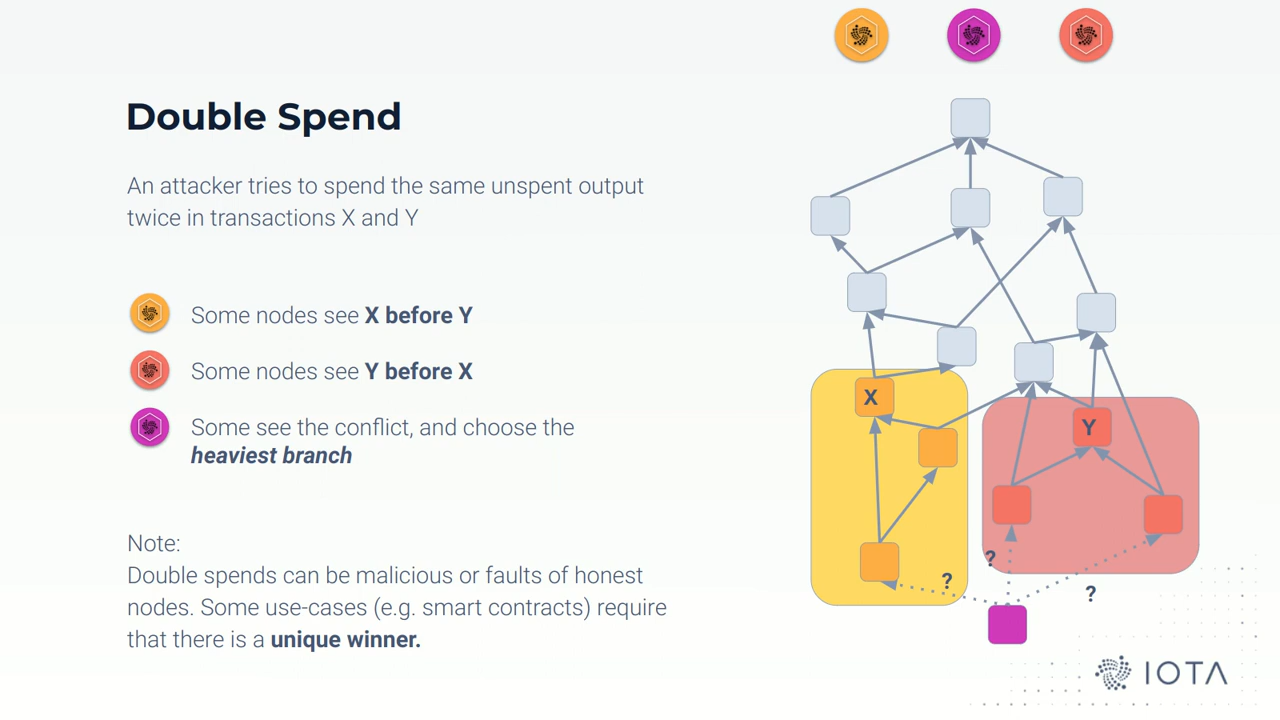 Double Spend
An attacker tries to spend the same unspent output
twice in transactions X and Y
Some nodes see X before Y
Some nodes see Y before X
Some see the conflict, and choose the
heaviest branch
Note:
Double spends can be malicious or faults of honest
nodes. Some use-cases (e.g. smart contracts) require
that there is a unique winner.
X
Y
?
?
?
IOTA